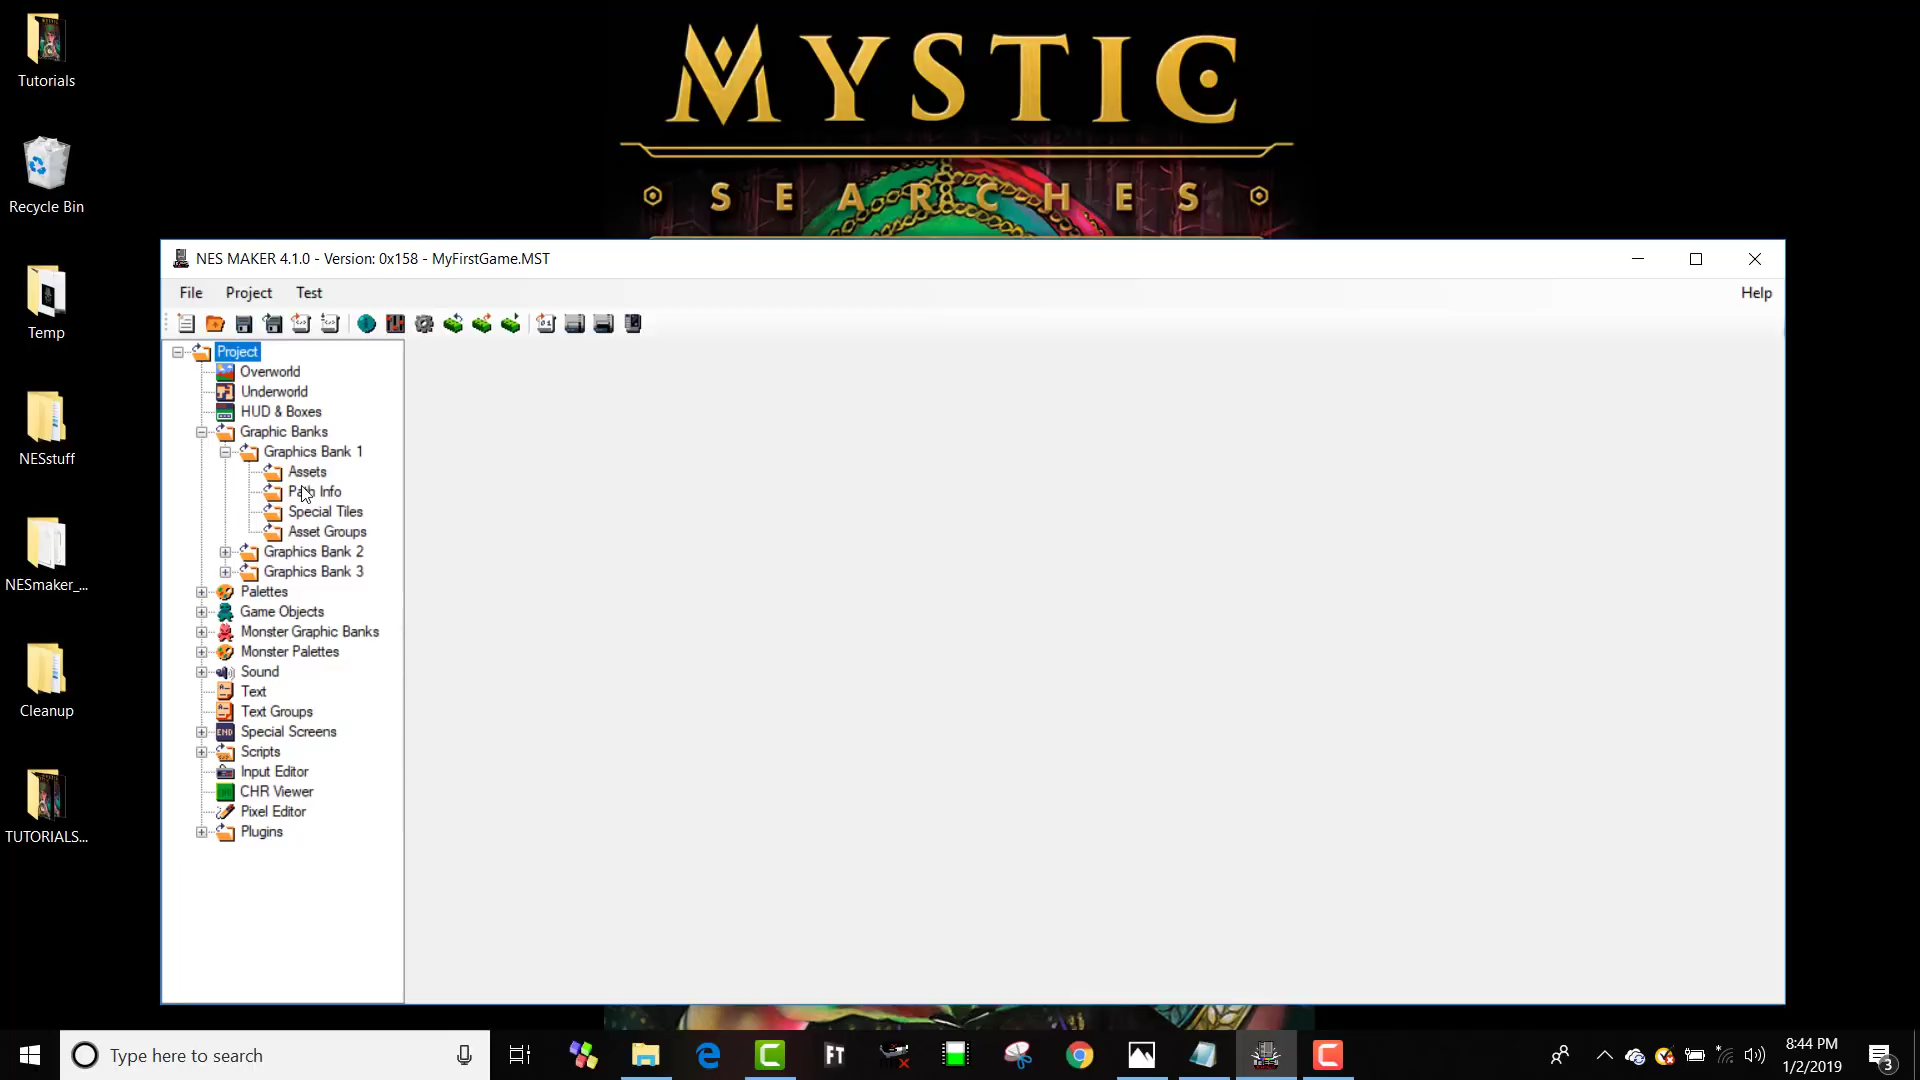 MYSTIC
SEARCHES
Tutorials
Recycle Bin
Temp
NESstuff
NESmaker_...
Cleanup
TUTORIALS...
NES MAKER 4.1.0 - Version: 0x158 - MyFirstGame.MST
File Project Test Help
Project
Overworld
Underworld
HUD & Boxes
Graphic Banks
Graphics Bank 1
Assets
Path Info
Special Tiles
Asset Groups
Graphics Bank 2
Graphics Bank 3
Palettes
Game Objects
Monster Graphic Banks
Monster Palettes
Sound
Text
Text Groups
Special Screens
Scripts
Input Editor
CHR Viewer
Pixel Editor
Plugins
END
Type here to search
FT
8:44 PM
1/2/2019
3